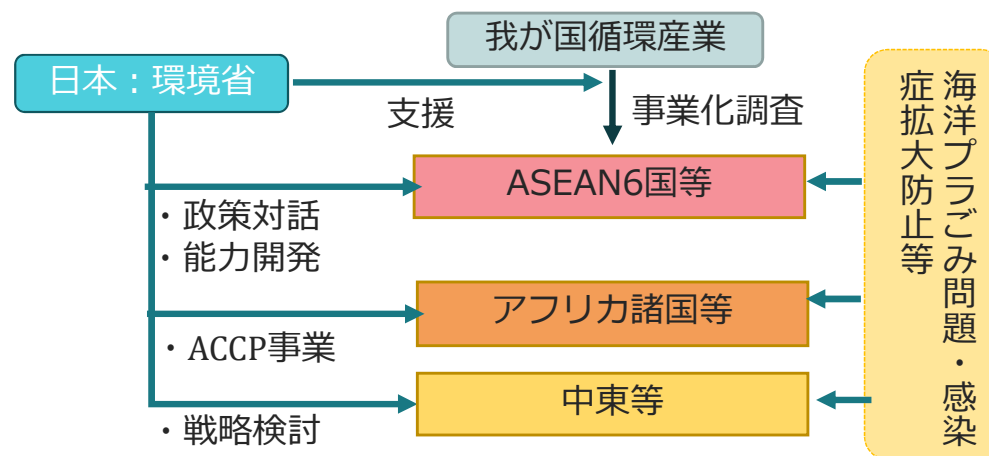 我が国循環産業
日本：環境省
支援
事業化調査
ASEAN6国等
・政策対話
・能力開発
アフリカ諸国等
・ACCP事業
中東等
・戦略検討
海洋プラごみ問題・感染
症拡大防止等